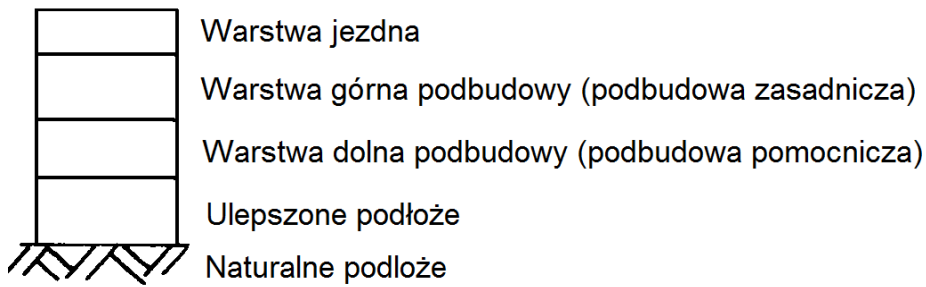 Warstwa jezdna
Warstwa górna podbudowy (podbudowa zasadnicza)
Warstwa dolna podbudowy (podbudowa pomocnicza)
Ulepszone podłoże
Naturalne podloże